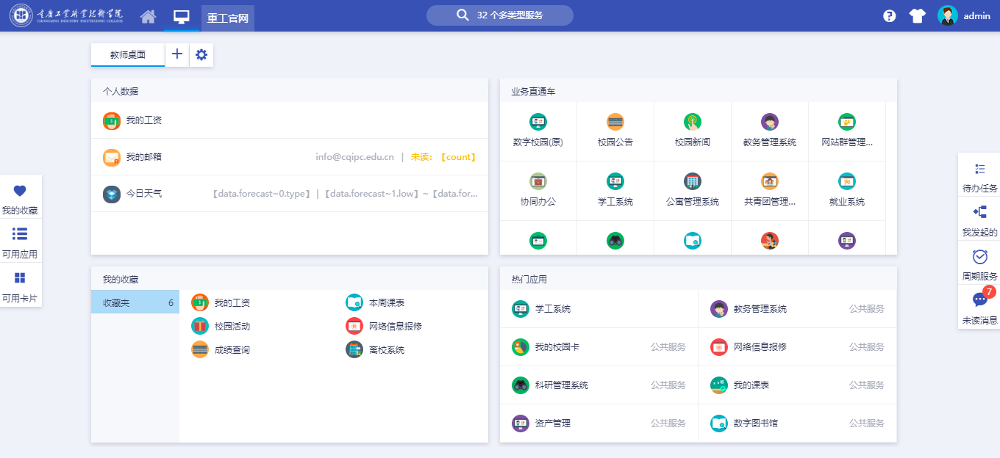 重庆工业职业技术学院
CHONGQING INDUSTRY POLYTECHNIC COLLEGE
重工官网
32 个多类型服务
admin
教师桌面
个人数据
我的工资
我的邮箱
info@cqipc.edu.cn | 未读: 【count】
今日天气
【data.forecast~0.type】 | 【data.forecast~1.low】 ~ 【data.for...
业务直通车
数字校园(原)
校园公告
校园新闻
教务管理系统
网站群管理...
协同办公
学工系统
公寓管理系统
共青团管理...
就业系统
我的收藏
收藏夹 6
我的工资
本周课表
校园活动
网络信息报修
成绩查询
离校系统
热门应用
学工系统
教务管理系统 公共服务
我的校园卡 公共服务
网络信息报修 公共服务
科研管理系统 公共服务
我的课表 公共服务
资产管理 公共服务
数字图书馆 公共服务
我的收藏
可用应用
可用卡片
待办任务
我发起的
周期服务
7
未读消息